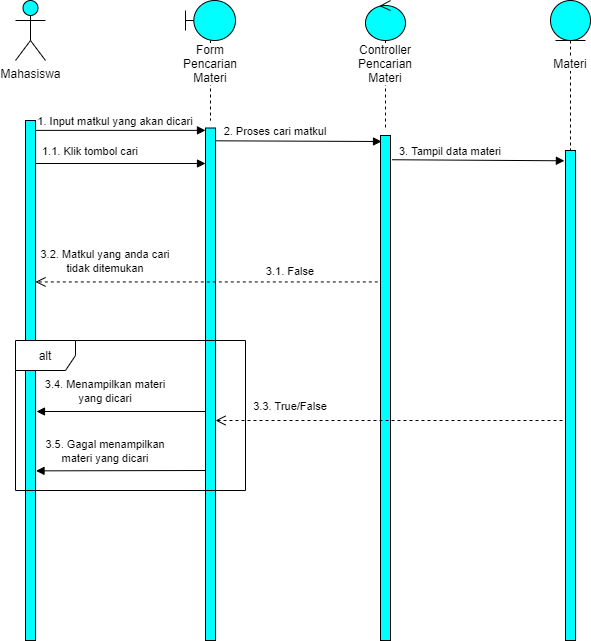 Mahasiswa
Form
Pencarian
Materi
Controller
Pencarian
Materi
Materi
1. Input matkul yang akan dicari
2. Proses cari matkul
1.1. Klik tombol cari
3. Tampil data materi
3.2. Matkul yang anda cari
tidak ditemukan
3.1. False
alt
3.4. Menampilkan materi
yang dicari
3.3. True/False
3.5. Gagal menampilkan
materi yang dicari